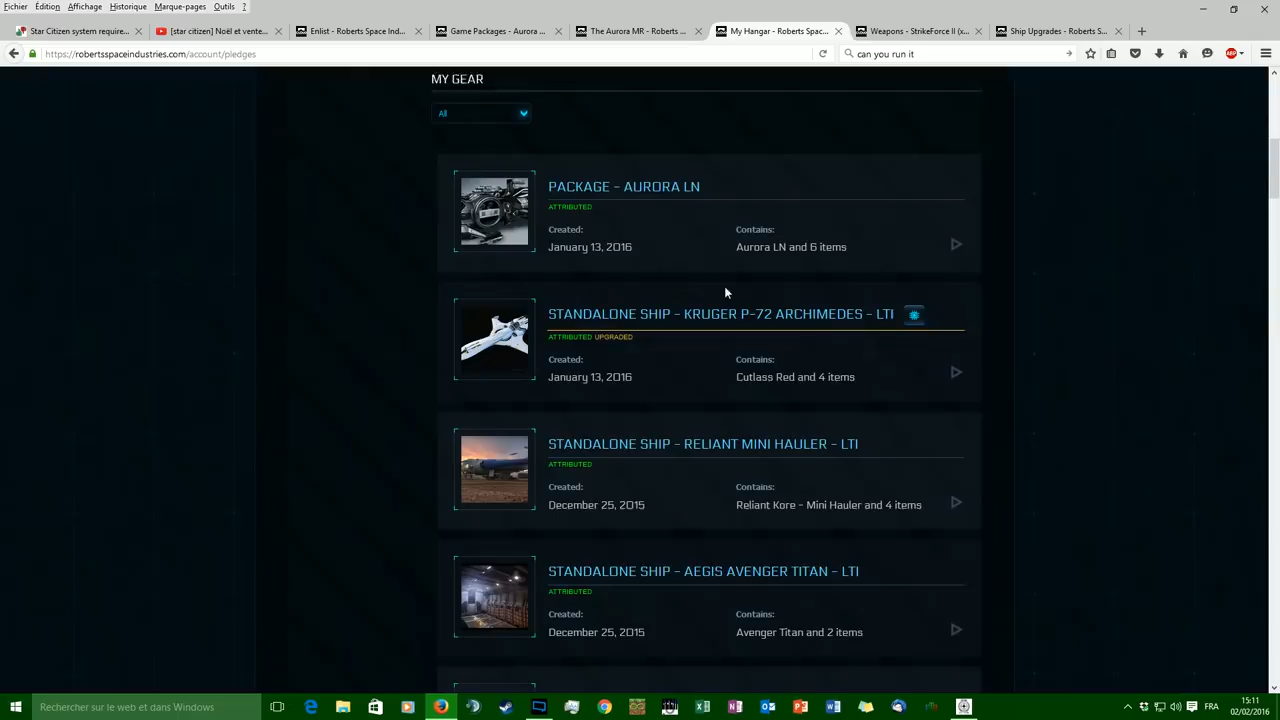 Fichier Édition Affichage Historique Marque-pages Outils ?
Star Citizen system require... [star citizen] Noël et vente... Enlist - Roberts Space Ind... Game Packages - Aurora ... The Aurora MR - Roberts ... My Hangar - Roberts Spac... Weapons - StrikeForce II (x... Ship Upgrades - Roberts S...
https://robertsspaceindustries.com/account/pledges can you run it ABP
MY GEAR
All
PACKAGE - AURORA LN
ATTRIBUTED
Created: Contains:
January 13, 2016 Aurora LN and 6 items
STANDALONE SHIP - KRUGER P-72 ARCHIMEDES - LTI
ATTRIBUTED UPGRADED
Created: Contains:
January 13, 2016 Cutlass Red and 4 items
STANDALONE SHIP - RELIANT MINI HAULER - LTI
ATTRIBUTED
Created: Contains:
December 25, 2015 Reliant Kore - Mini Hauler and 4 items
STANDALONE SHIP - AEGIS AVENGER TITAN - LTI
ATTRIBUTED
Created: Contains:
December 25, 2015 Avenger Titan and 2 items
Rechercher sur le web et dans Windows FRA 15:11
02/02/2016